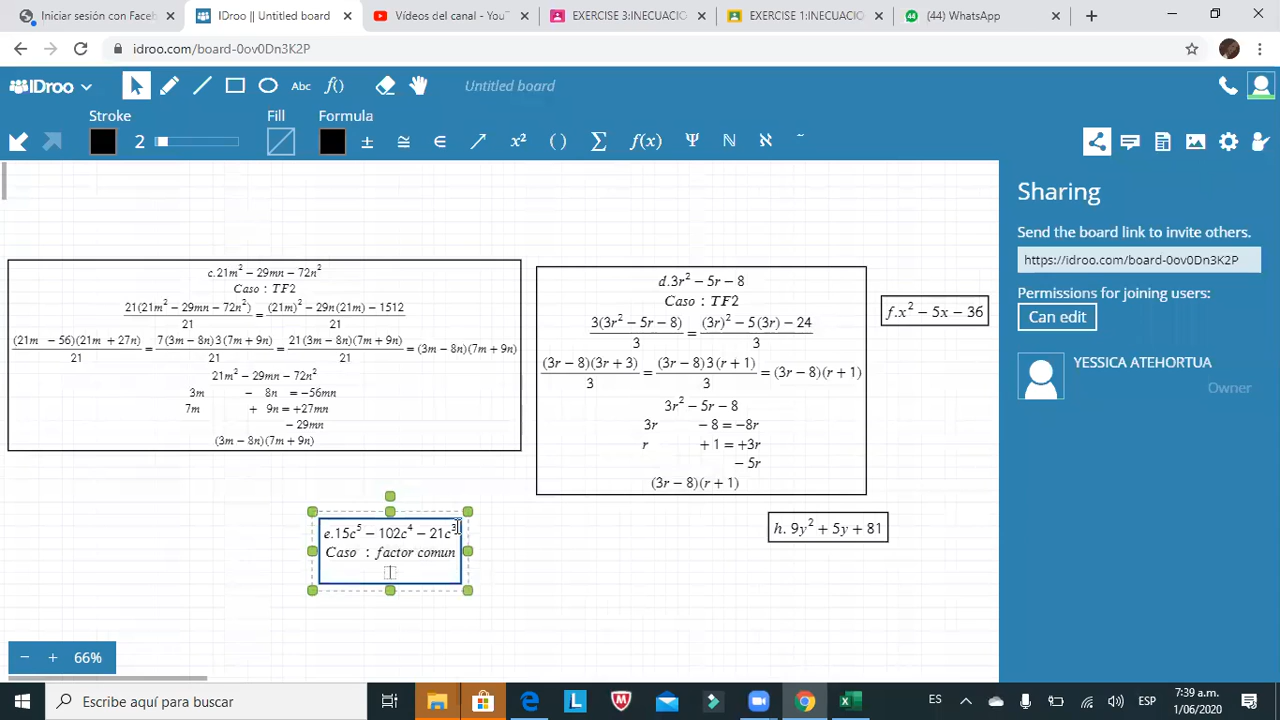 Iniciar sesión con Faceb
IDroo || Untitled board
Vídeos del canal - YouT
EXERCISE 3:INECUACIO
EXERCISE 1:INECUACIO
(44) WhatsApp
idroo.com/board-0ov0Dn3K2P
IDroo
Abc
f()
Untitled board
Stroke
Fill
Formula
2
± ≅ ∈ x² ( ) ∑ f(x) Ψ ℕ ℵ ~
c.21m² − 29mn − 72n²
Caso : TF2
21(21m² − 29mn − 72n²)/21 = (21m)² − 29n(21m) − 1512/21
(21m − 56)(21m + 27n)/21 = 7(3m − 8n)3(7m + 9n)/21 = 21(3m − 8n)(7m + 9n)/21 = (3m − 8n)(7m + 9n)
21m² − 29mn − 72n²
3m − 8n = −56mn
7m + 9n = +27mn
− 29mn
(3m − 8n)(7m + 9n)
d.3r² − 5r − 8
Caso : TF2
3(3r² − 5r − 8)/3 = (3r)² − 5(3r) − 24/3
(3r − 8)(3r + 3)/3 = (3r − 8)3(r + 1)/3 = (3r − 8)(r + 1)
3r² − 5r − 8
3r − 8 = −8r
r + 1 = +3r
− 5r
(3r − 8)(r + 1)
f.x² − 5x − 36
e.15c⁵ − 102c⁴ − 21c³
Caso : factor comun
h. 9y² + 5y + 81
Sharing
Send the board link to invite others.
https://idroo.com/board-0ov0Dn3K2P
Permissions for joining users:
Can edit
YESSICA ATEHORTUA
Owner
− + 66%
Escribe aquí para buscar
ES
ESP
7:39 a.m.
1/06/2020